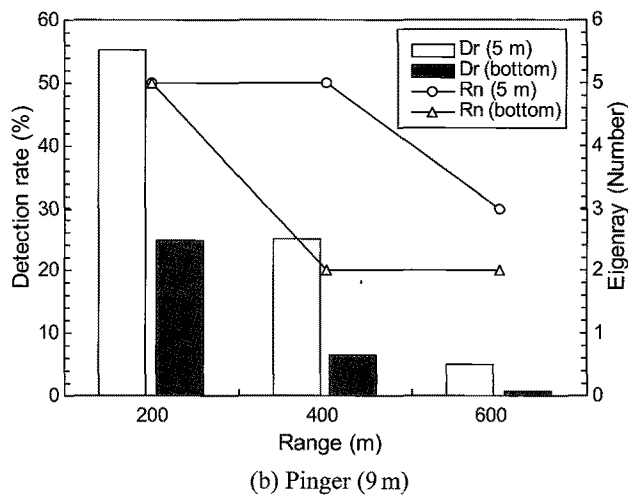 Dr (5 m)
Dr (bottom)
Rn (5 m)
Rn (bottom)
Detection rate (%)
60
50
40
30
20
10
0
Eigenray (Number)
6
5
4
3
2
1
0
200
400
600
Range (m)
(b) Pinger (9 m)